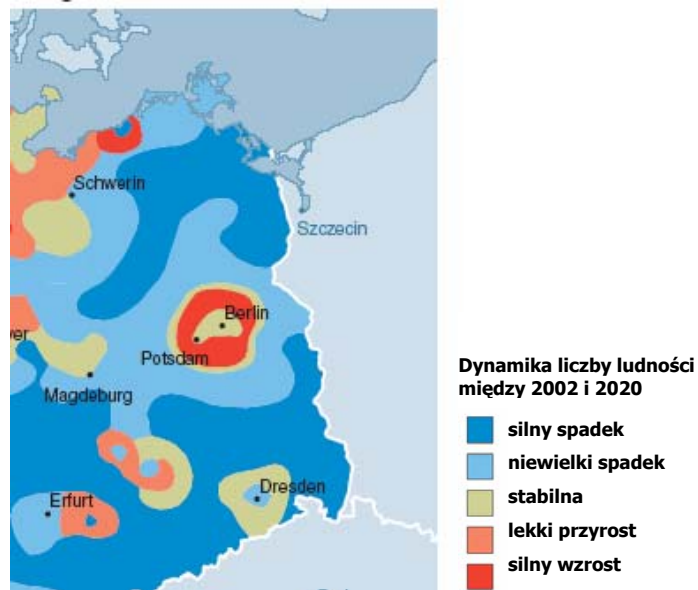 Schwerin
Szczecin
Berlin
Potsdam
ver
Magdeburg
Erfurt
Dresden
Dynamika liczby ludności
między 2002 i 2020
silny spadek
niewielki spadek
stabilna
lekki przyrost
silny wzrost